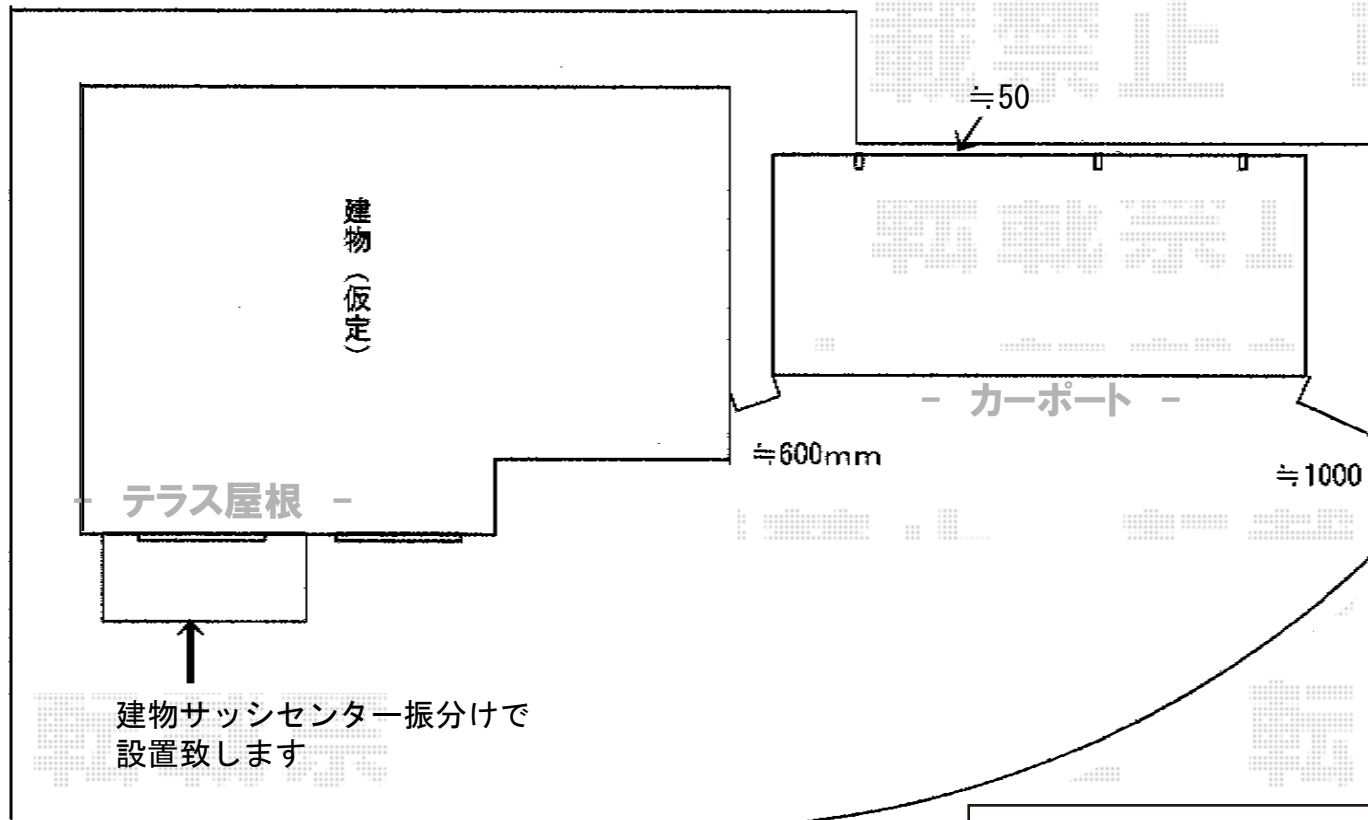 ≒50
建物（仮定）
- カーポート -
≒600mm
≒1000
- テラス屋根 -
建物サッシセンター振分けで
設置致します